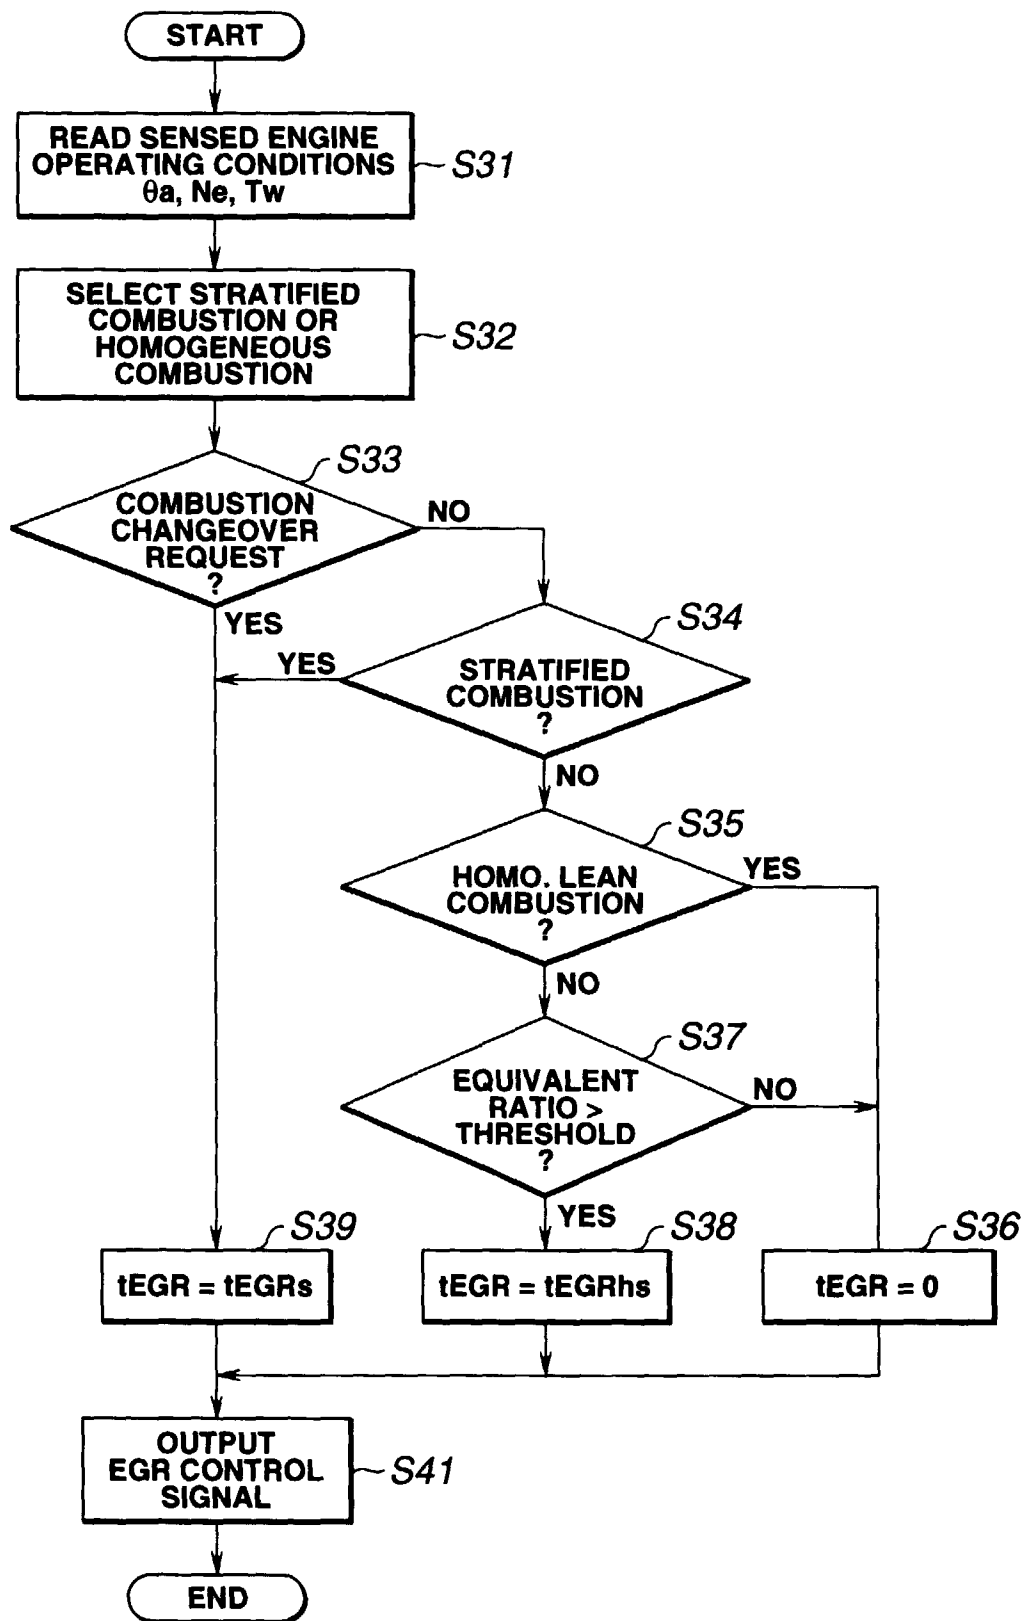 START
READ SENSED ENGINE
OPERATING CONDITIONS
θa, Ne, Tw
S31
SELECT STRATIFIED
COMBUSTION OR
HOMOGENEOUS
COMBUSTION
S32
S33
COMBUSTION
CHANGEOVER
REQUEST
?
NO
YES
S34
YES
STRATIFIED
COMBUSTION
?
NO
S35
HOMO. LEAN
COMBUSTION
?
YES
NO
S37
EQUIVALENT
RATIO >
THRESHOLD
?
NO
YES
S39
tEGR = tEGRs
S38
tEGR = tEGRhs
S36
tEGR = 0
OUTPUT
EGR CONTROL
SIGNAL
S41
END